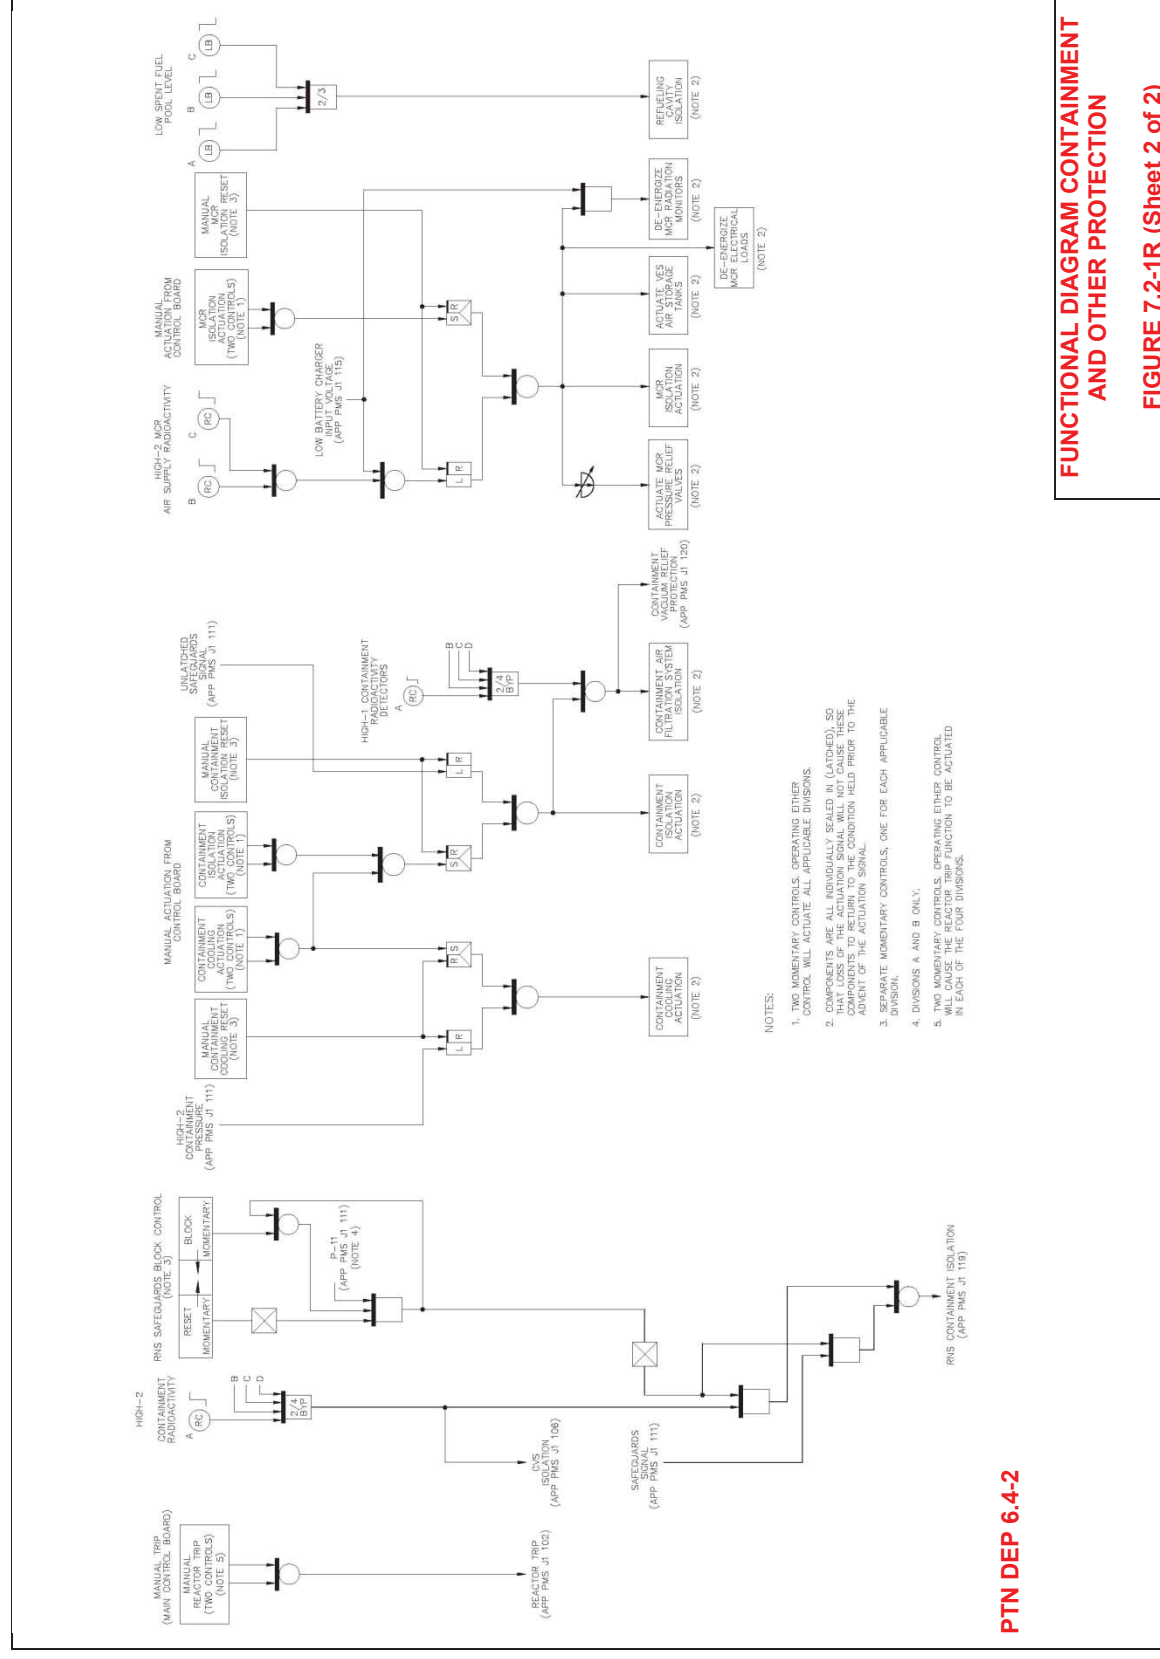 MANUAL TRIP
(MAIN CONTROL BOARD)
MANUAL
REACTOR TRIP
(TWO CONTROLS)
(NOTE 5)
REACTOR TRIP
(APP PMS J1 102)
HIGH-2
CONTAINMENT
RADIOACTIVITY
A
RC
B
C
D
2/4
BYP
CVS
ISOLATION
(APP PMS J1 106)
RNS SAFEGUARDS BLOCK CONTROL
(NOTE 3)
RESET
BLOCK
MOMENTARY
MOMENTARY
P-11
(APP PMS J1 111)
(NOTE 4)
SAFEGUARDS
SIGNAL
(APP PMS J1 111)
RNS CONTAINMENT ISOLATION
(APP PMS J1 119)
HIGH-2
CONTAINMENT
PRESSURE
(APP PMS J1 111)
MANUAL ACTUATION FROM
CONTROL BOARD
MANUAL
CONTAINMENT
COOLING RESET
(NOTE 3)
CONTAINMENT
COOLING
ACTUATION
(TWO CONTROLS)
(NOTE 1)
CONTAINMENT
ISOLATION
ACTUATION
(TWO CONTROLS)
(NOTE 1)
MANUAL
CONTAINMENT
ISOLATION RESET
(NOTE 3)
UNLATCHED
SAFEGUARDS
SIGNAL
(APP PMS J1 111)
L R
R S
S R
L R
HIGH-1 CONTAINMENT
RADIOACTIVITY
DETECTORS
A
RC
B
C
D
2/4
BYP
CONTAINMENT
COOLING
ACTUATION
(NOTE 2)
CONTAINMENT
ISOLATION
ACTUATION
(NOTE 2)
CONTAINMENT AIR
FILTRATION SYSTEM
ISOLATION
(NOTE 2)
CONTAINMENT
VACUUM RELIEF
PROTECTION
(APP PMS J1 120)
HIGH-2 MCR
AIR SUPPLY RADIOACTIVITY
B
RC
C
RC
MANUAL
ACTUATION FROM
CONTROL BOARD
MCR
ISOLATION
ACTUATION
(TWO CONTROLS)
(NOTE 1)
MANUAL
MCR
ISOLATION RESET
(NOTE 3)
LOW BATTERY CHARGER
INPUT VOLTAGE
(APP PMS J1 115)
L R
S R
LOW SPENT FUEL
POOL LEVEL
A
LB
B
LB
C
LB
2/3
ACTUATE MCR
PRESSURE RELIEF
VALVES
(NOTE 2)
MCR
ISOLATION
ACTUATION
(NOTE 2)
ACTUATE VES
AIR STORAGE
TANKS
(NOTE 2)
DE-ENERGIZE
MCR ELECTRICAL
LOADS
(NOTE 2)
DE-ENERGIZE
MCR RADIATION
MONITORS
(NOTE 2)
REFUELING
CAVITY
ISOLATION
(NOTE 2)
NOTES:
1. TWO MOMENTARY CONTROLS. OPERATING EITHER
CONTROL WILL ACTUATE ALL APPLICABLE DIVISIONS.
2. COMPONENTS ARE ALL INDIVIDUALLY SEALED IN (LATCHED), SO
THAT LOSS OF THE ACTUATION SIGNAL WILL NOT CAUSE THESE
COMPONENTS TO RETURN TO THE CONDITION HELD PRIOR TO THE
ADVENT OF THE ACTUATION SIGNAL.
3. SEPARATE MOMENTARY CONTROLS, ONE FOR EACH APPLICABLE
DIVISION.
4. DIVISIONS A AND B ONLY.
5. TWO MOMENTARY CONTROLS. OPERATING EITHER CONTROL
WILL CAUSE THE REACTOR TRIP FUNCTION TO BE ACTUATED
IN EACH OF THE FOUR DIVISIONS.
PTN DEP 6.4-2
FUNCTIONAL DIAGRAM CONTAINMENT
AND OTHER PROTECTION
FIGURE 7.2-1R (Sheet 2 of 2)